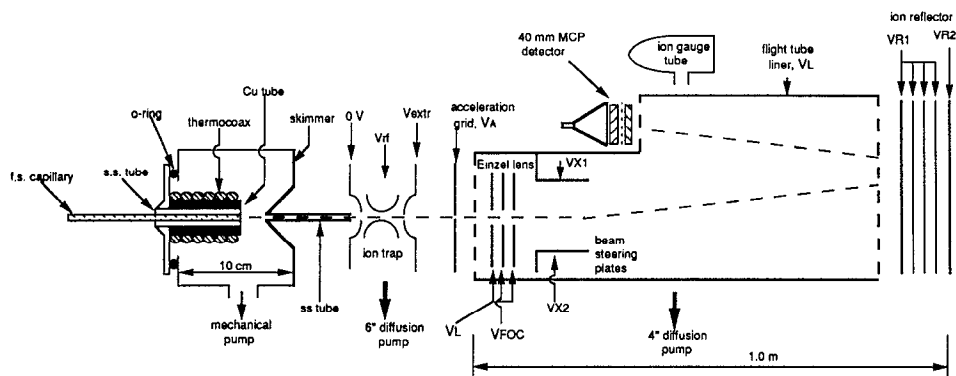 ion reflector
VR1
VR2
40 mm MCP
detector
ion gauge
tube
flight tube
liner, VL
Cu tube
o-ring
thermocoax
skimmer
0 V
Vrf
Vextr
acceleration
grid, VA
Einzel lens
VX1
f.s. capillary
s.s. tube
ion trap
beam
steering
plates
10 cm
ss tube
VX2
mechanical
pump
6" diffusion
pump
VL
VFOC
4" diffusion
pump
1.0 m